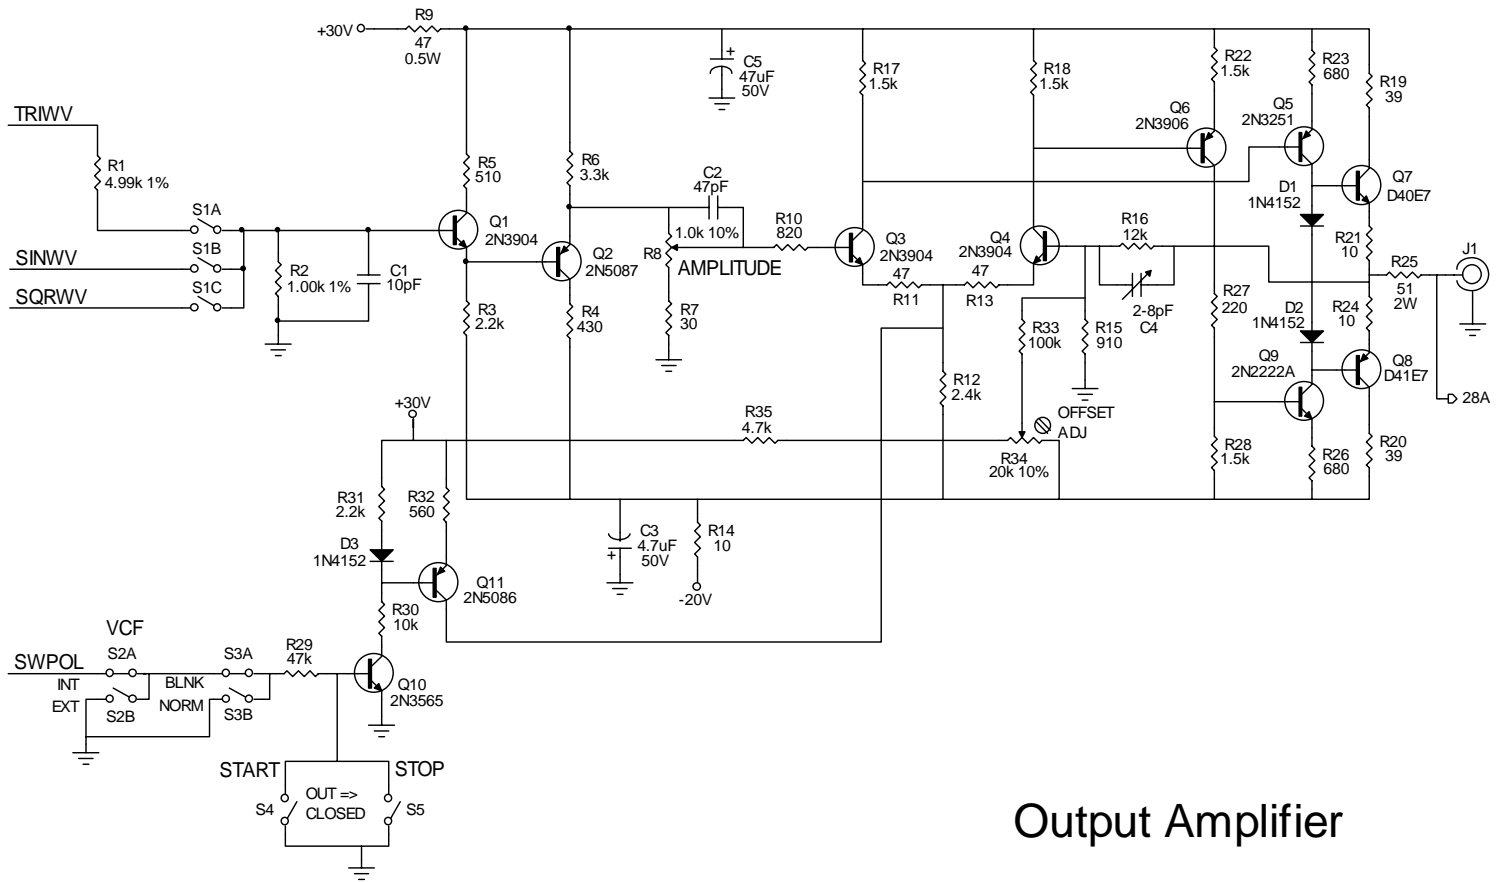 +30V
R9
47
0.5W
C5
47uF
50V
R17
1.5k
R18
1.5k
R22
1.5k
R23
680
R19
39
TRIWV
R1
4.99k 1%
R5
510
R6
3.3k
C2
47pF
Q6
2N3906
Q5
2N3251
Q7
D40E7
D1
1N4152
S1A
S1B
S1C
SINWV
SQRWV
Q1
2N3904
1.0k 10%
R8
AMPLITUDE
R10
820
Q3
2N3904
Q4
2N3904
R16
12k
R21
10
J1
R2
1.00k 1%
C1
10pF
Q2
2N5087
47
R11
47
R13
2-8pF
C4
R25
51
2W
R3
2.2k
R4
430
R7
30
R33
100k
R15
910
R27
220
D2
1N4152
R24
10
Q9
2N2222A
Q8
D41E7
R12
2.4k
28A
+30V
R35
4.7k
OFFSET
ADJ
R34
20k 10%
R28
1.5k
R26
680
R20
39
R31
2.2k
R32
560
C3
4.7uF
50V
R14
10
-20V
D3
1N4152
Q11
2N5086
R30
10k
VCF
S2A
S3A
R29
47k
SWPOL
INT
BLNK
EXT
S2B
NORM
S3B
Q10
2N3565
START
STOP
S4
OUT =>
CLOSED
S5
Output Amplifier